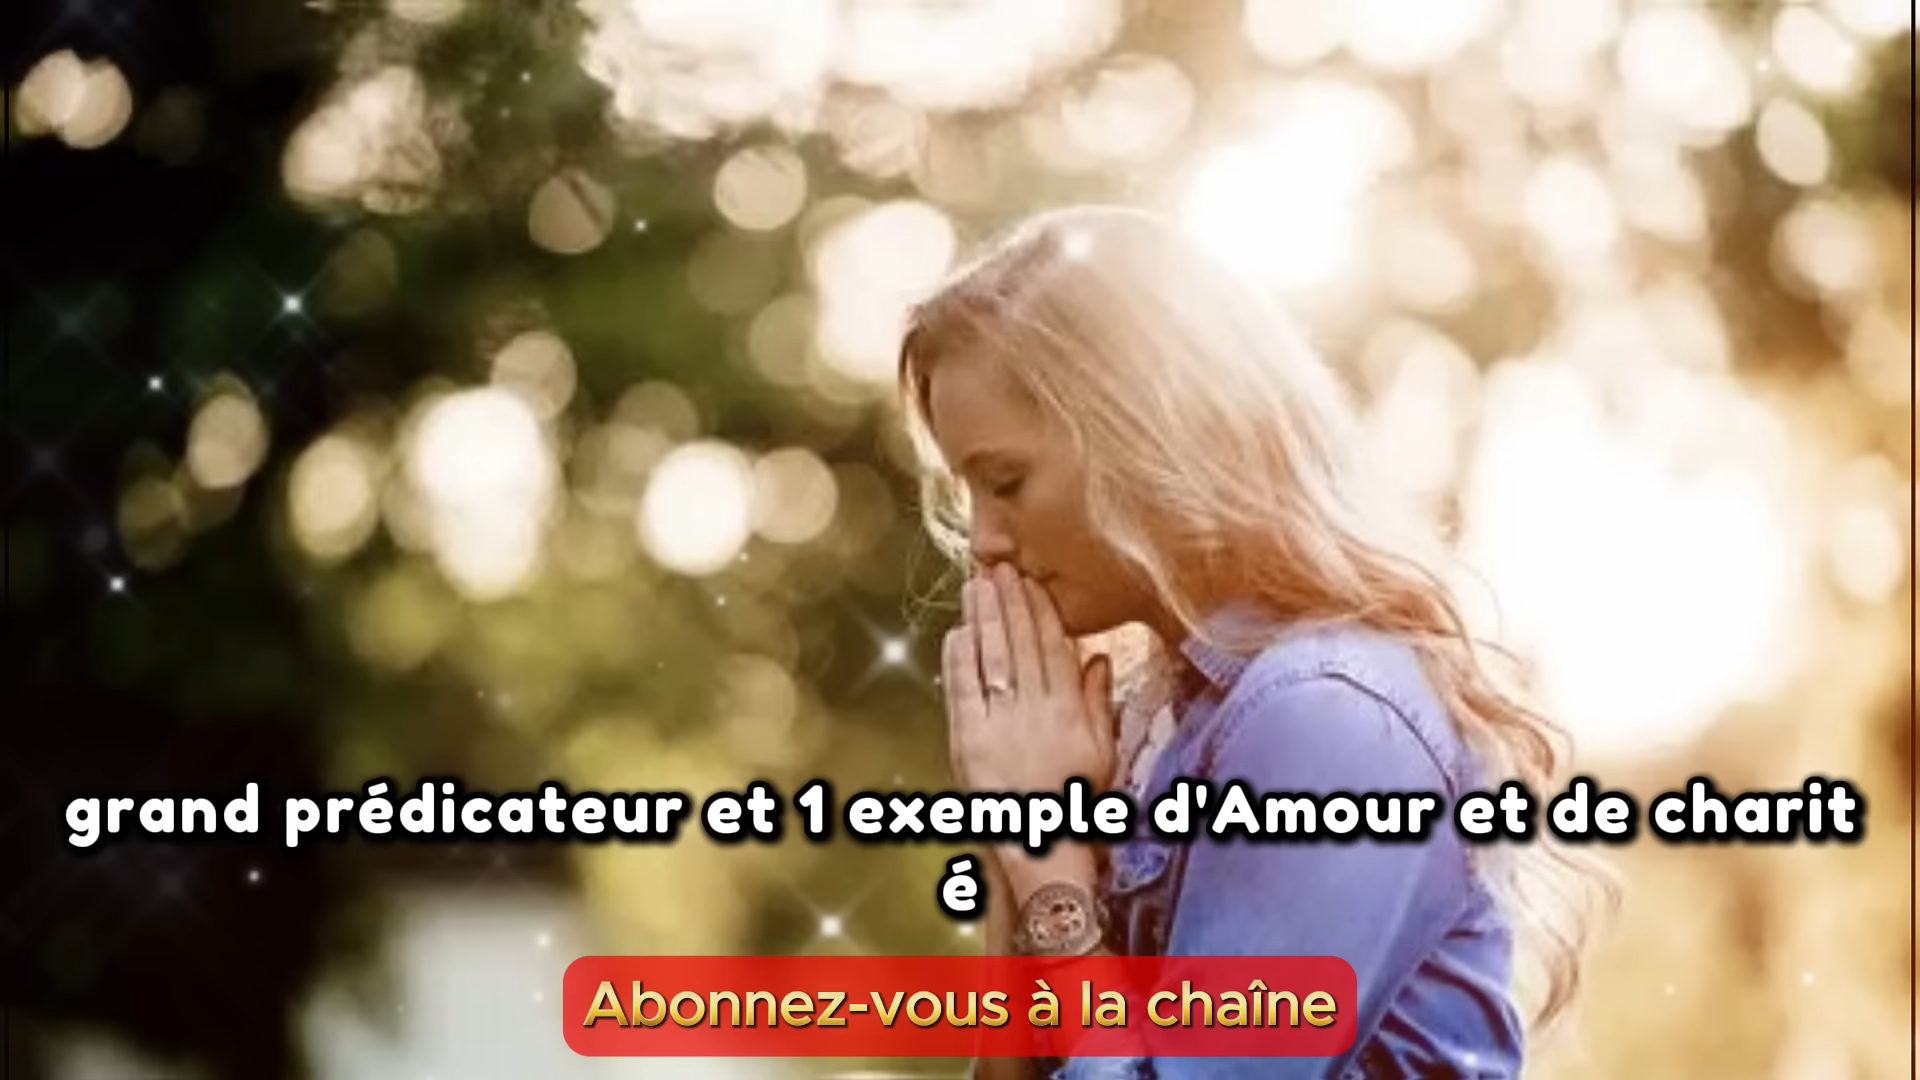 grand prédicateur et 1 exemple d'Amour et de charit
é
Abonnez-vous à la chaîne